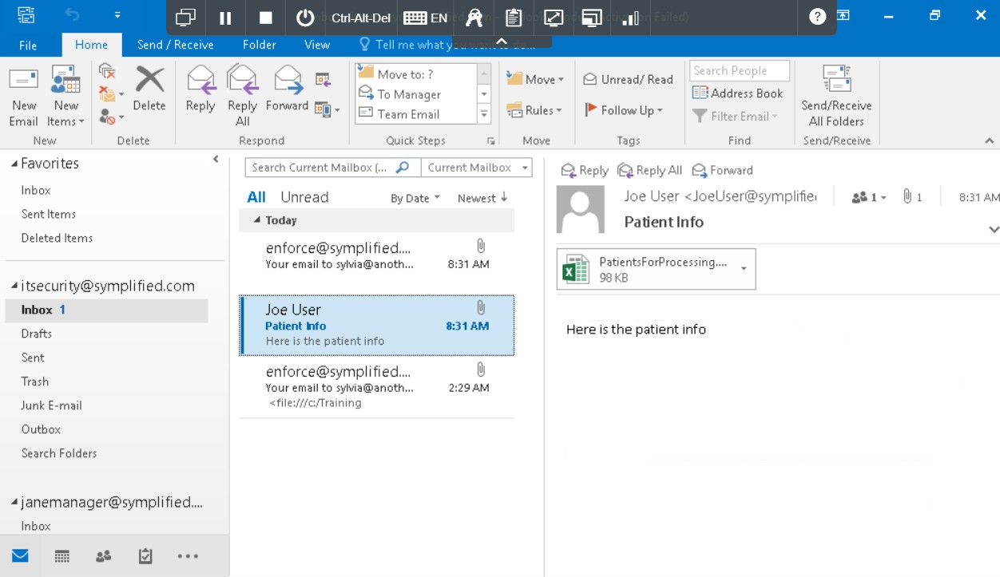 Ctrl-Alt-Del EN
Failed)
File Home Send / Receive Folder View Tell me what you want to do...
New Email
New Items
Delete
Reply
Reply All
Forward
Move to: ?
To Manager
Team Email
Move
Rules
Unread/ Read
Follow Up
Search People
Address Book
Filter Email
Send/Receive All Folders
New Delete Respond Quick Steps Move Tags Find Send/Receive
Favorites
Inbox
Sent Items
Deleted Items
itsecurity@symplified.com
Inbox 1
Drafts
Sent
Trash
Junk E-mail
Outbox
Search Folders
janemanager@symplified....
Inbox
Search Current Mailbox (... Current Mailbox
All Unread By Date Newest
Today
enforce@symplified....
Your email to sylvia@anoth... 8:31 AM
Joe User
Patient Info 8:31 AM
Here is the patient info
enforce@symplified....
Your email to sylvia@anoth... 2:29 AM
<file:///c:/Training
Reply Reply All Forward
Joe User <JoeUser@symplifie 1 1 8:31 AM
Patient Info
PatientsForProcessing....
98 KB
Here is the patient info